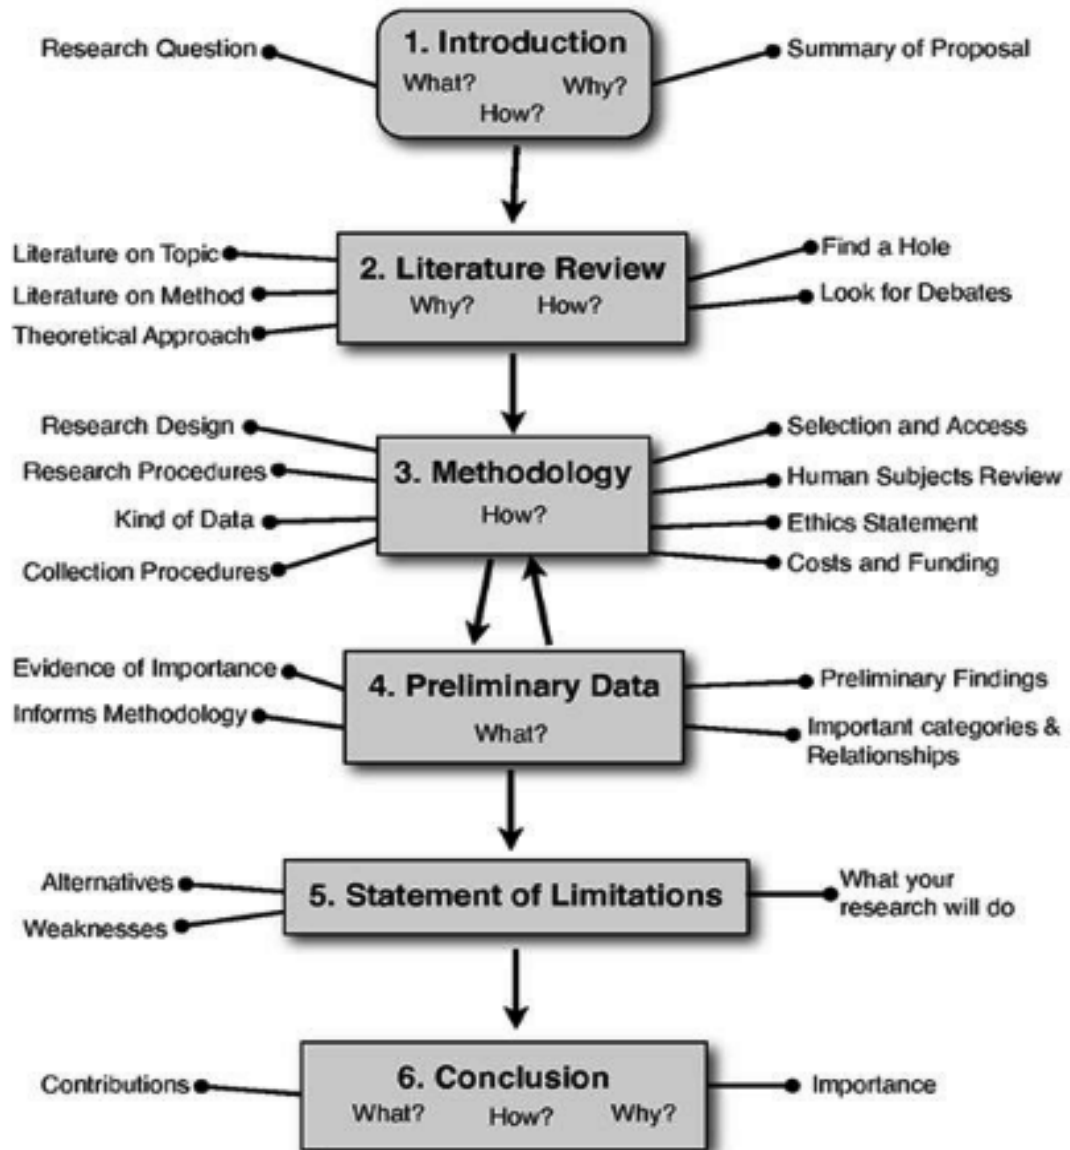 1. Introduction
Research Question
Summary of Proposal
What?
Why?
How?
2. Literature Review
Why?
How?
Literature on Topic
Literature on Method
Theoretical Approach
Find a Hole
Look for Debates
3. Methodology
How?
Research Design
Research Procedures
Kind of Data
Collection Procedures
Selection and Access
Human Subjects Review
Ethics Statement
Costs and Funding
4. Preliminary Data
What?
Evidence of Importance
Informs Methodology
Preliminary Findings
Important categories &
Relationships
5. Statement of Limitations
Alternatives
Weaknesses
What your
research will do
6. Conclusion
What?
How?
Why?
Contributions
Importance